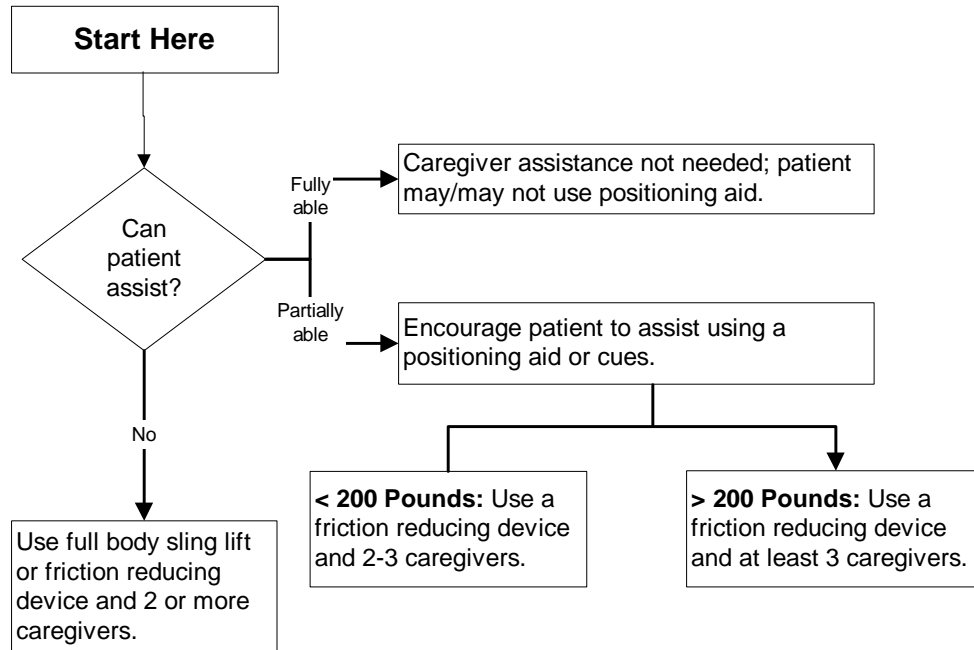 Start Here
Can
patient
assist?
Fully
able
Caregiver assistance not needed; patient
may/may not use positioning aid.
Partially
able
Encourage patient to assist using a
positioning aid or cues.
No
< 200 Pounds: Use a
friction reducing device
and 2-3 caregivers.
> 200 Pounds: Use a
friction reducing device
and at least 3 caregivers.
Use full body sling lift
or friction reducing
device and 2 or more
caregivers.